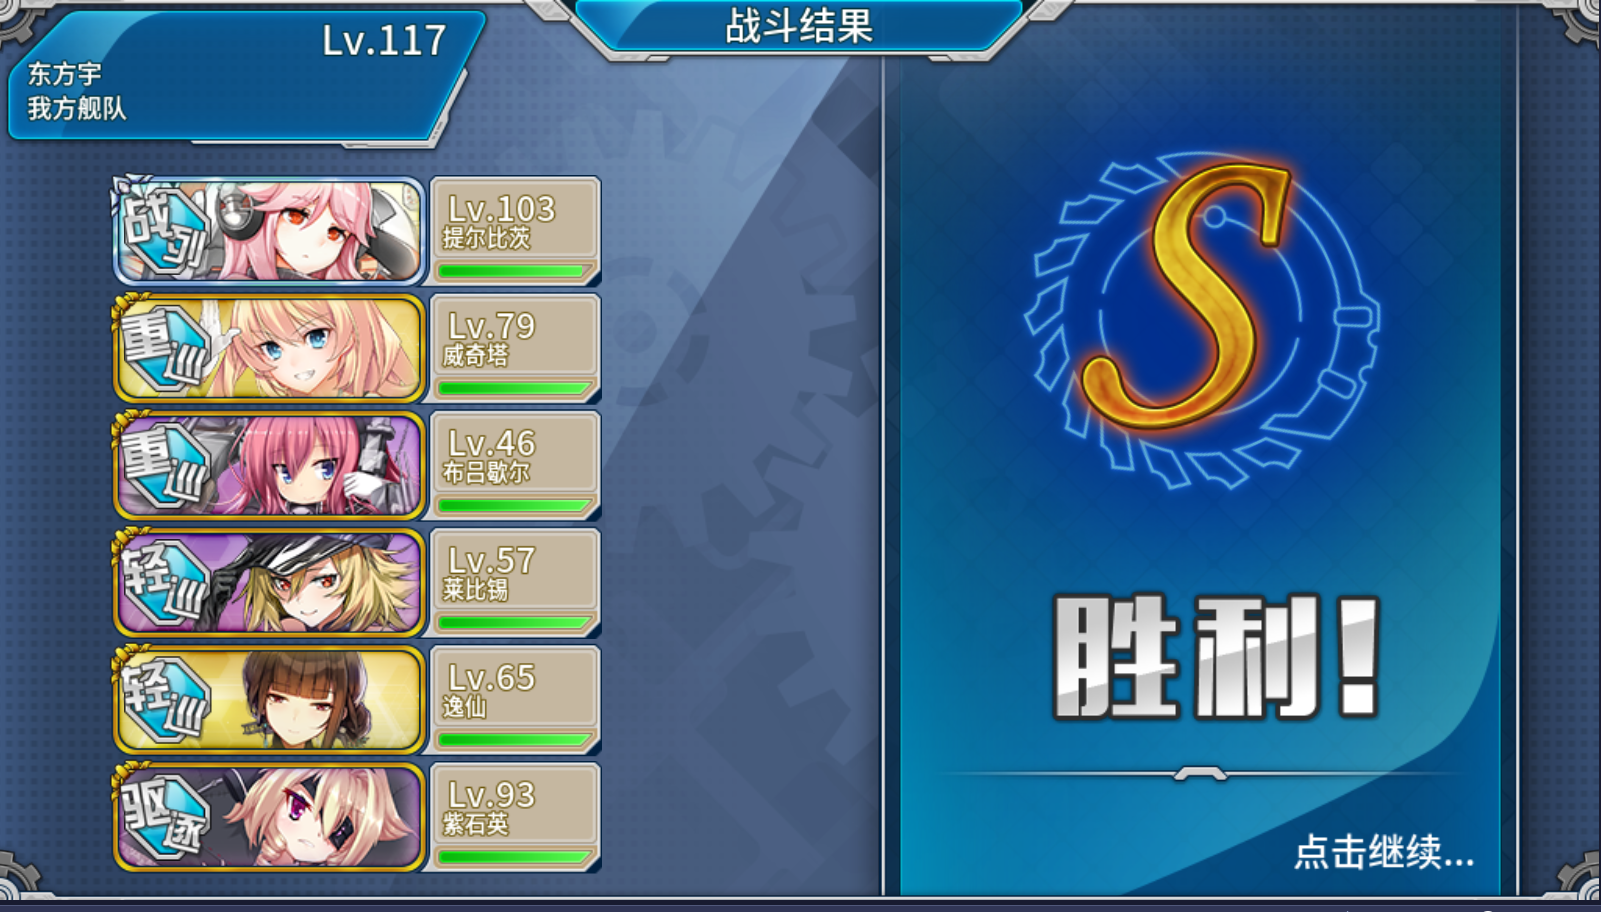 战斗结果
Lv.117
东方宇
我方舰队
战列
Lv.103
提尔比茨
重巡
Lv.79
威奇塔
重巡
Lv.46
布吕歇尔
轻巡
Lv.57
莱比锡
轻巡
Lv.65
逸仙
驱逐
Lv.93
紫石英
S
胜利!
点击继续...